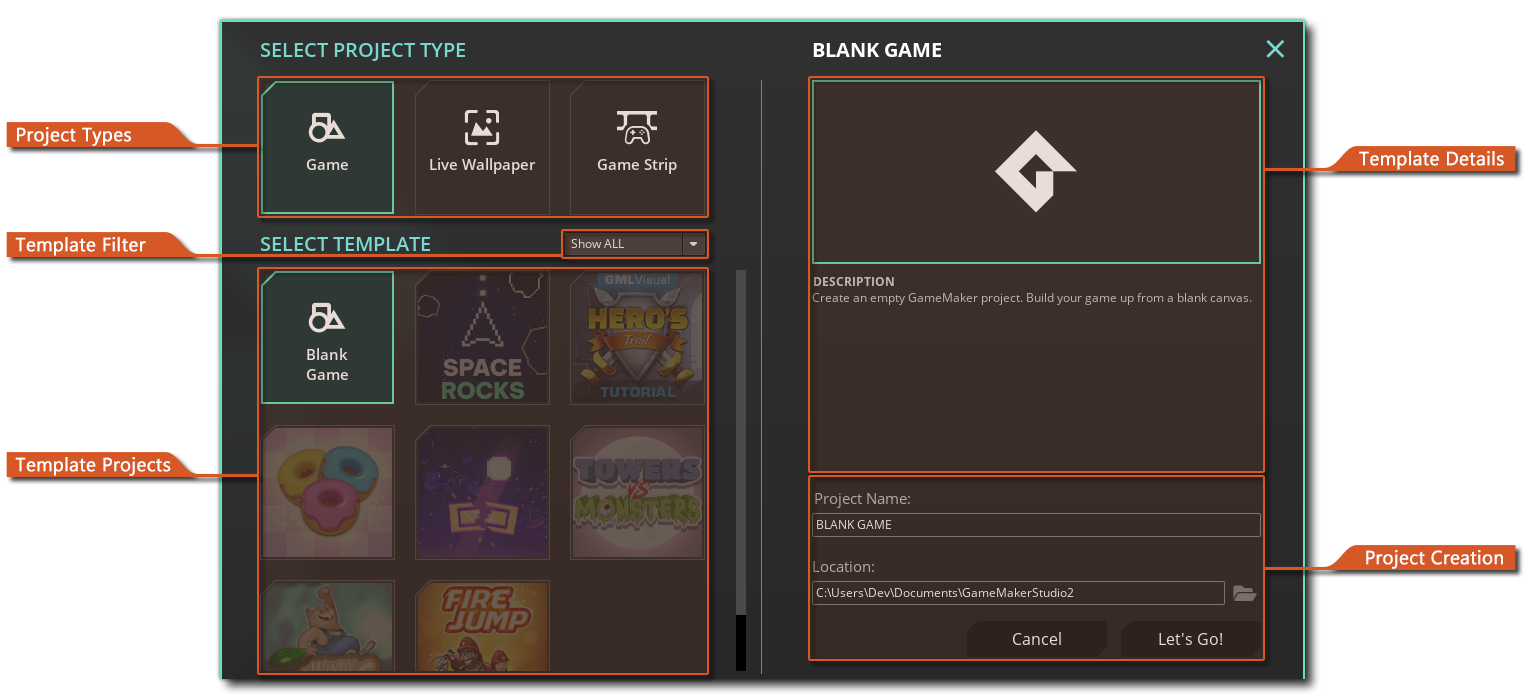 SELECT PROJECT TYPE
Project Types
Game
Live Wallpaper
Game Strip
Template Filter
SELECT TEMPLATE
Show ALL
Template Projects
Blank
Game
SPACE
ROCKS
GMLVisual
HERO'S
Trail
TUTORIAL
TOWERS
VS
MONSTERS
WINDY
FIRE
JUMP
BLANK GAME
Template Details
DESCRIPTION
Create an empty GameMaker project. Build your game up from a blank canvas.
Project Name:
BLANK GAME
Project Creation
Location:
C:\Users\Dev\Documents\GameMakerStudio2
Cancel
Let's Go!